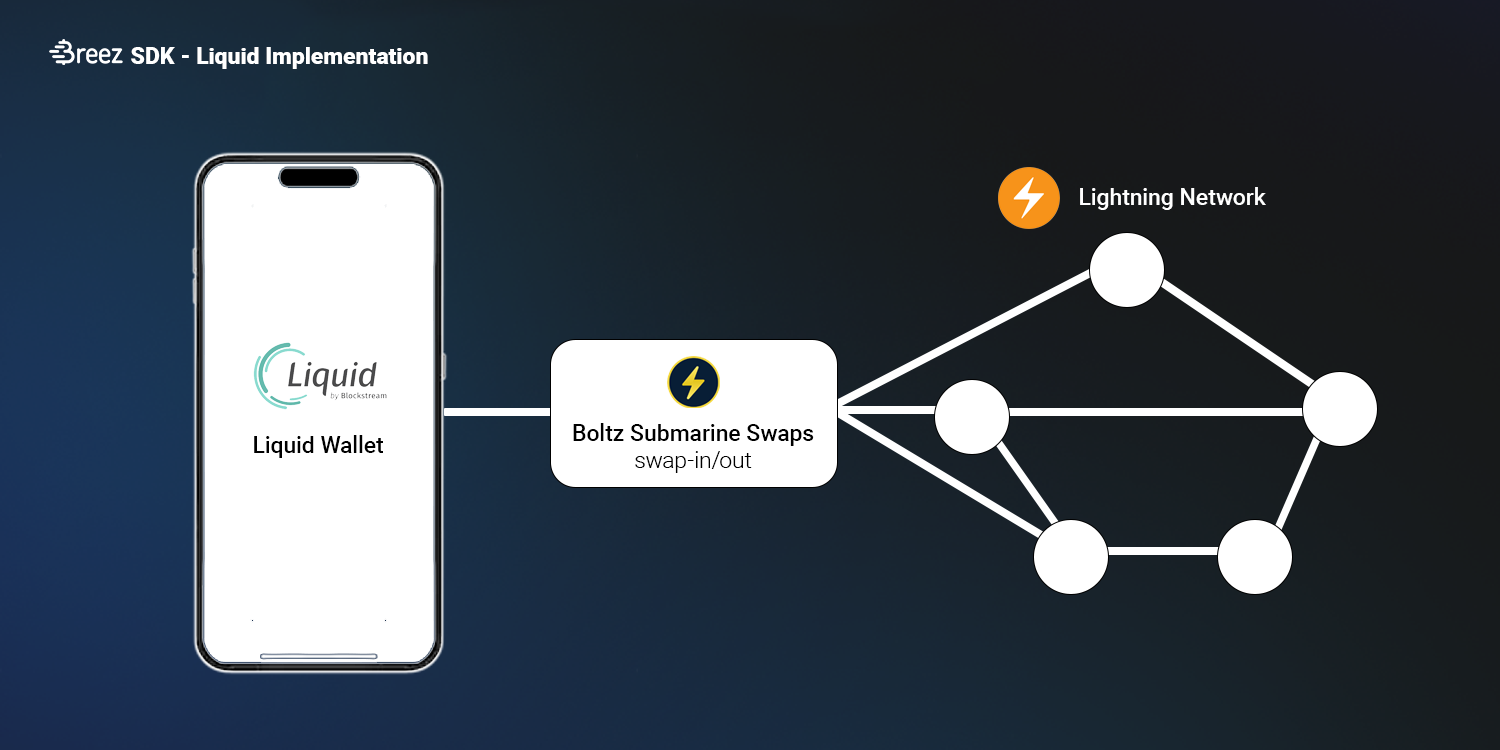 Breez SDK - Liquid Implementation
Lightning Network
Liquid
by Blockstream
Liquid Wallet
Boltz Submarine Swaps
swap-in/out